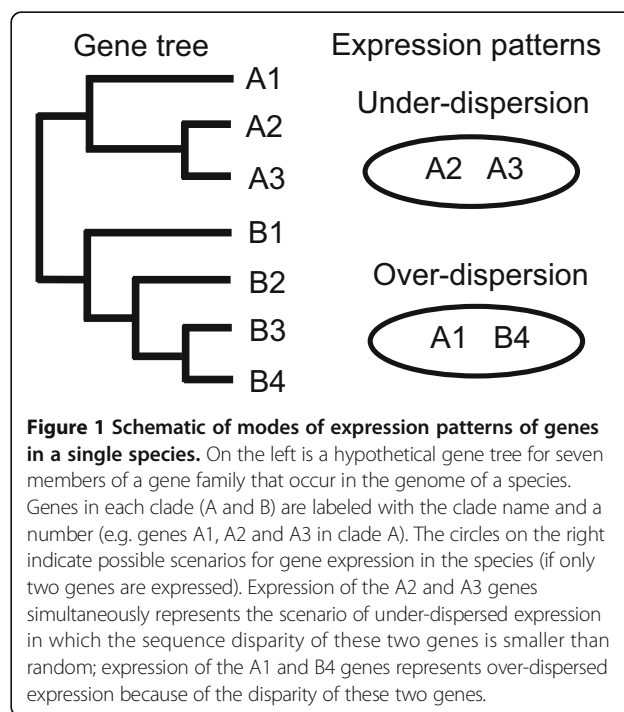 Gene tree
A1
A2
A3
B1
B2
B3
B4
Expression patterns
Under-dispersion
A2 A3
Over-dispersion
A1 B4
Figure 1 Schematic of modes of expression patterns of genes
in a single species. On the left is a hypothetical gene tree for seven
members of a gene family that occur in the genome of a species.
Genes in each clade (A and B) are labeled with the clade name and a
number (e.g. genes A1, A2 and A3 in clade A). The circles on the right
indicate possible scenarios for gene expression in the species (if only
two genes are expressed). Expression of the A2 and A3 genes
simultaneously represents the scenario of under-dispersed expression
in which the sequence disparity of these two genes is smaller than
random; expression of the A1 and B4 genes represents over-dispersed
expression because of the disparity of these two genes.